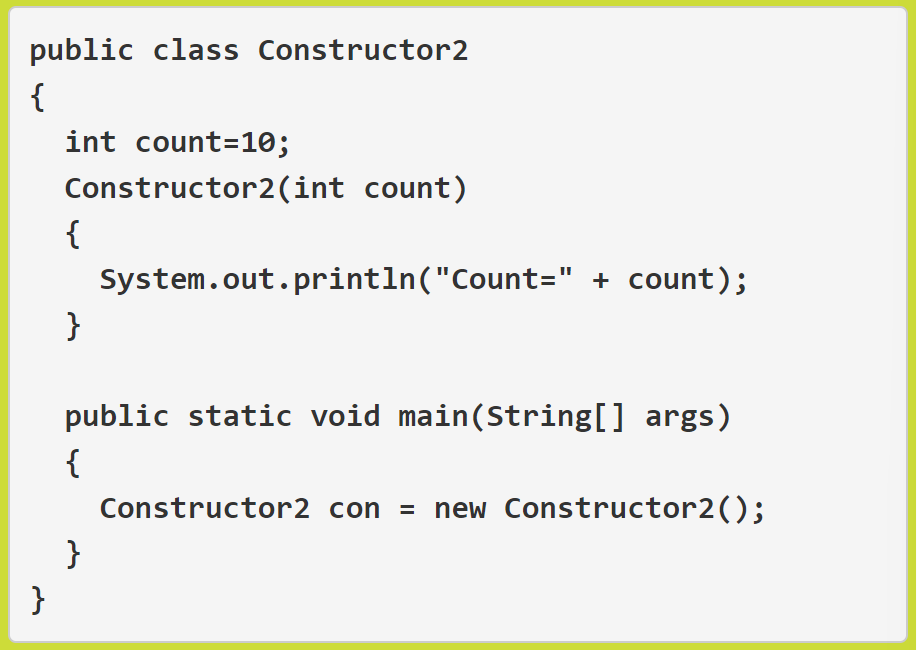 public class Constructor2
{
  int count=10;
  Constructor2(int count)
  {
    System.out.println("Count=" + count);
  }

  public static void main(String[] args)
  {
    Constructor2 con = new Constructor2();
  }
}